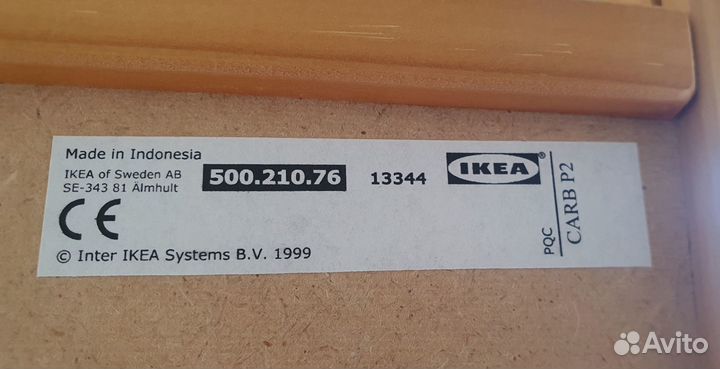 Made in Indonesia
IKEA of Sweden AB
SE-343 81 Älmhult
500.210.76
13344
IKEA®
CE
© Inter IKEA Systems B.V. 1999
PQC
CARB P2
Avito